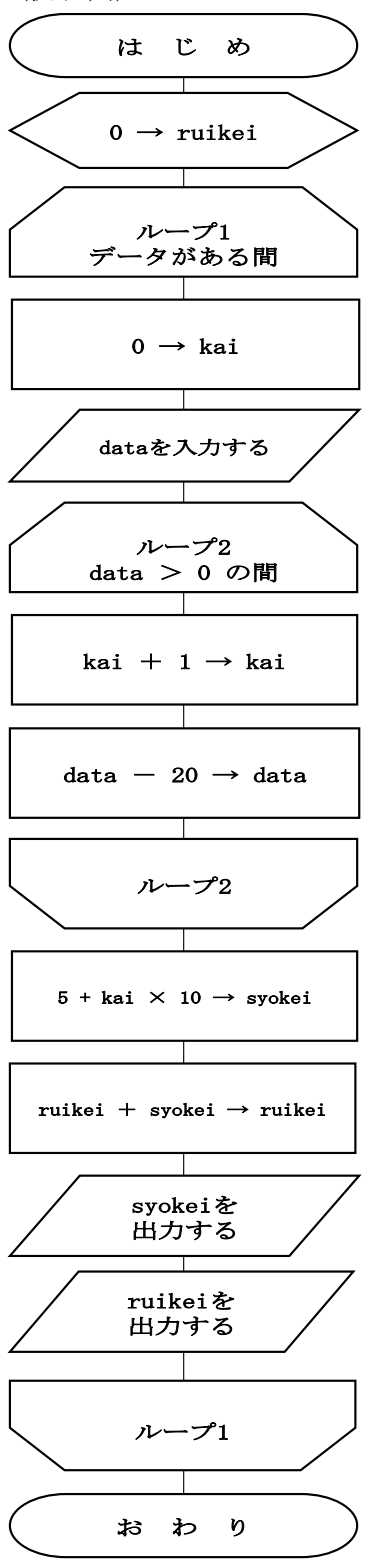 は じ め
0 → ruikei
ループ1
データがある間
0 → kai
dataを入力する
ループ2
data ＞ 0 の間
kai ＋ 1 → kai
data － 20 → data
ループ2
5 + kai × 10 → syokei
ruikei ＋ syokei → ruikei
syokeiを
出力する
ruikeiを
出力する
ループ1
お わ り